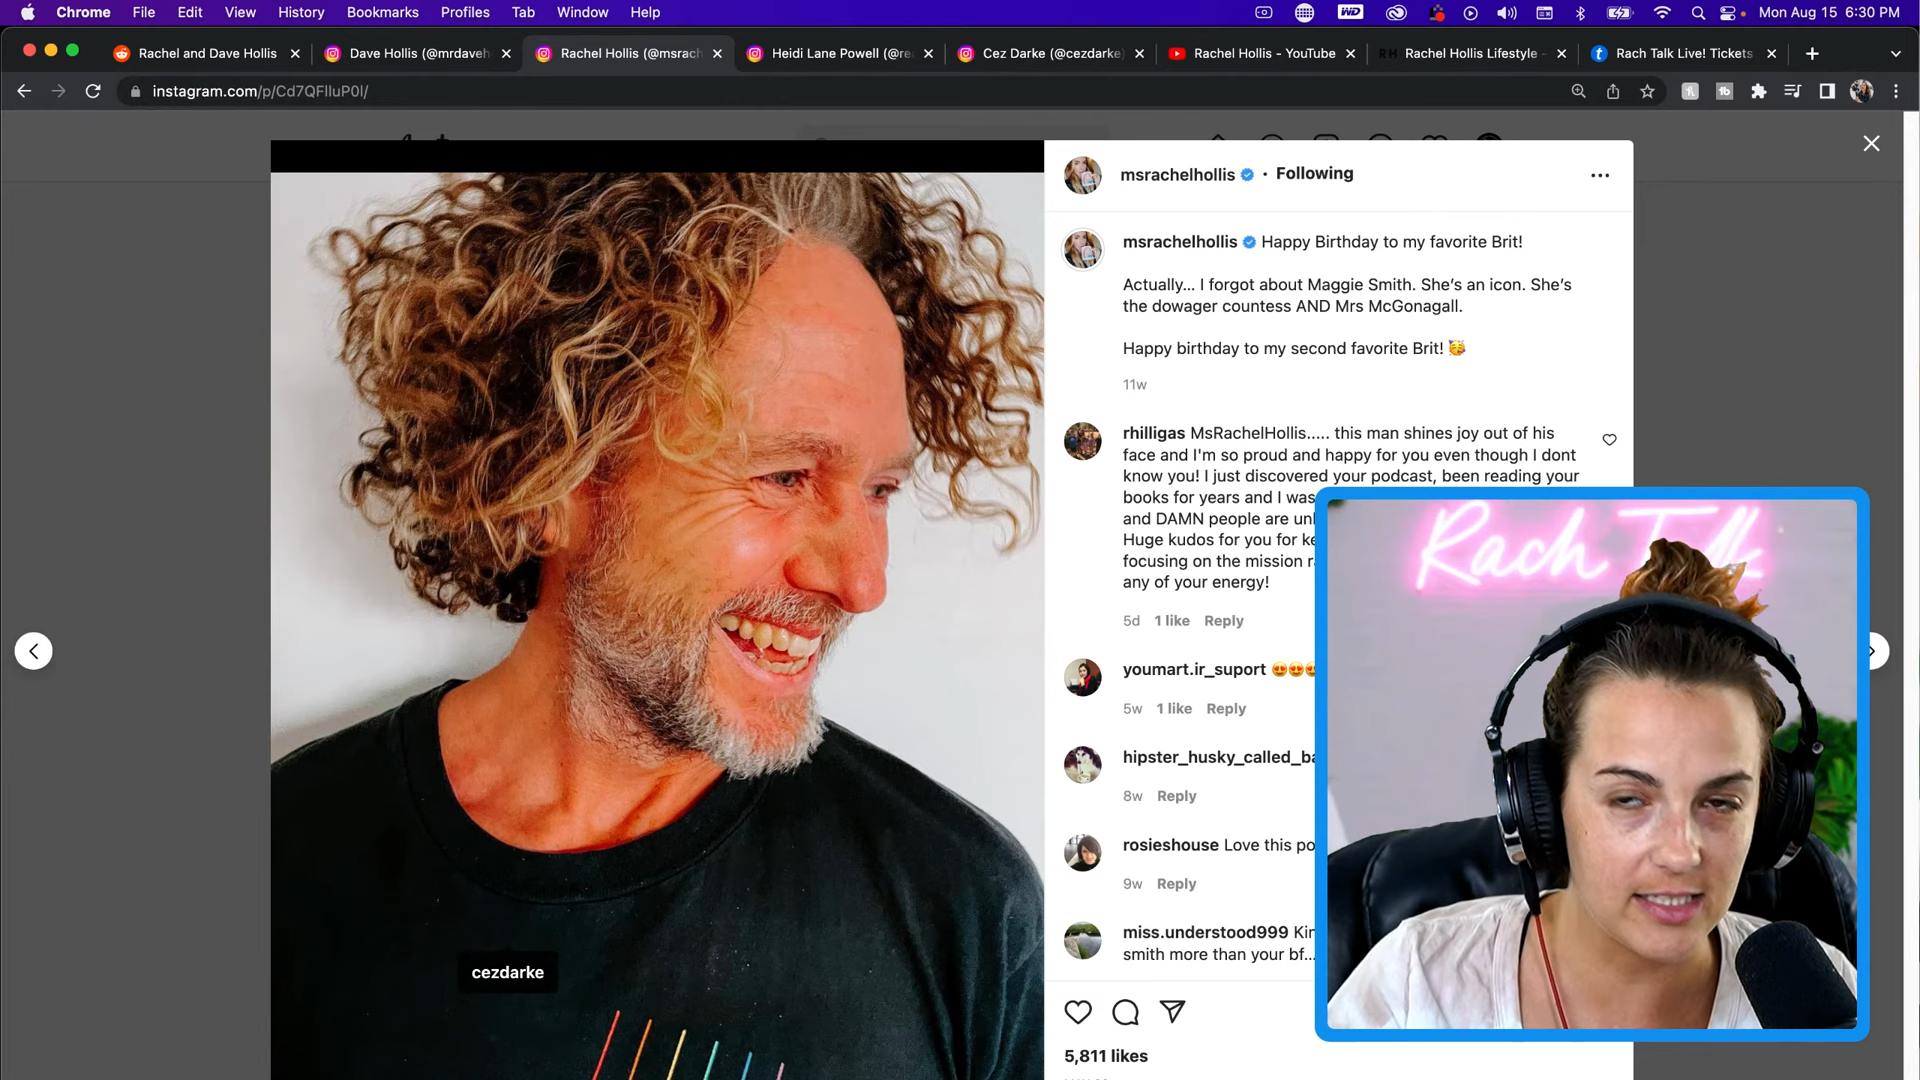 Chrome File Edit View History Bookmarks Profiles Tab Window Help WD Mon Aug 15 6:30 PM
Rachel and Dave Hollis Dave Hollis (@mrdaveh Rachel Hollis (@msrach Heidi Lane Powell (@re Cez Darke (@cezdarke) Rachel Hollis - YouTube RH Rachel Hollis Lifestyle - Rach Talk Live! Tickets
instagram.com/p/Cd7QFlluP0l/
msrachelhollis • Following
msrachelhollis Happy Birthday to my favorite Brit!
Actually... I forgot about Maggie Smith. She's an icon. She's
the dowager countess AND Mrs McGonagall.
Happy birthday to my second favorite Brit! 🥳
11w
rhilligas MsRachelHollis..... this man shines joy out of his
face and I'm so proud and happy for you even though I dont
know you! I just discovered your podcast, been reading your
books for years and I was
and DAMN people are
Huge kudos for you for
focusing on the mission
any of your energy!
5d 1 like Reply
youmart.ir_suport 😍😍😍
5w 1 like Reply
hipster_husky_called_ba
8w Reply
rosieshouse Love this po
9w Reply
miss.understood999
smith more than your bf...
5,811 likes
cezdarke
Rach Talk